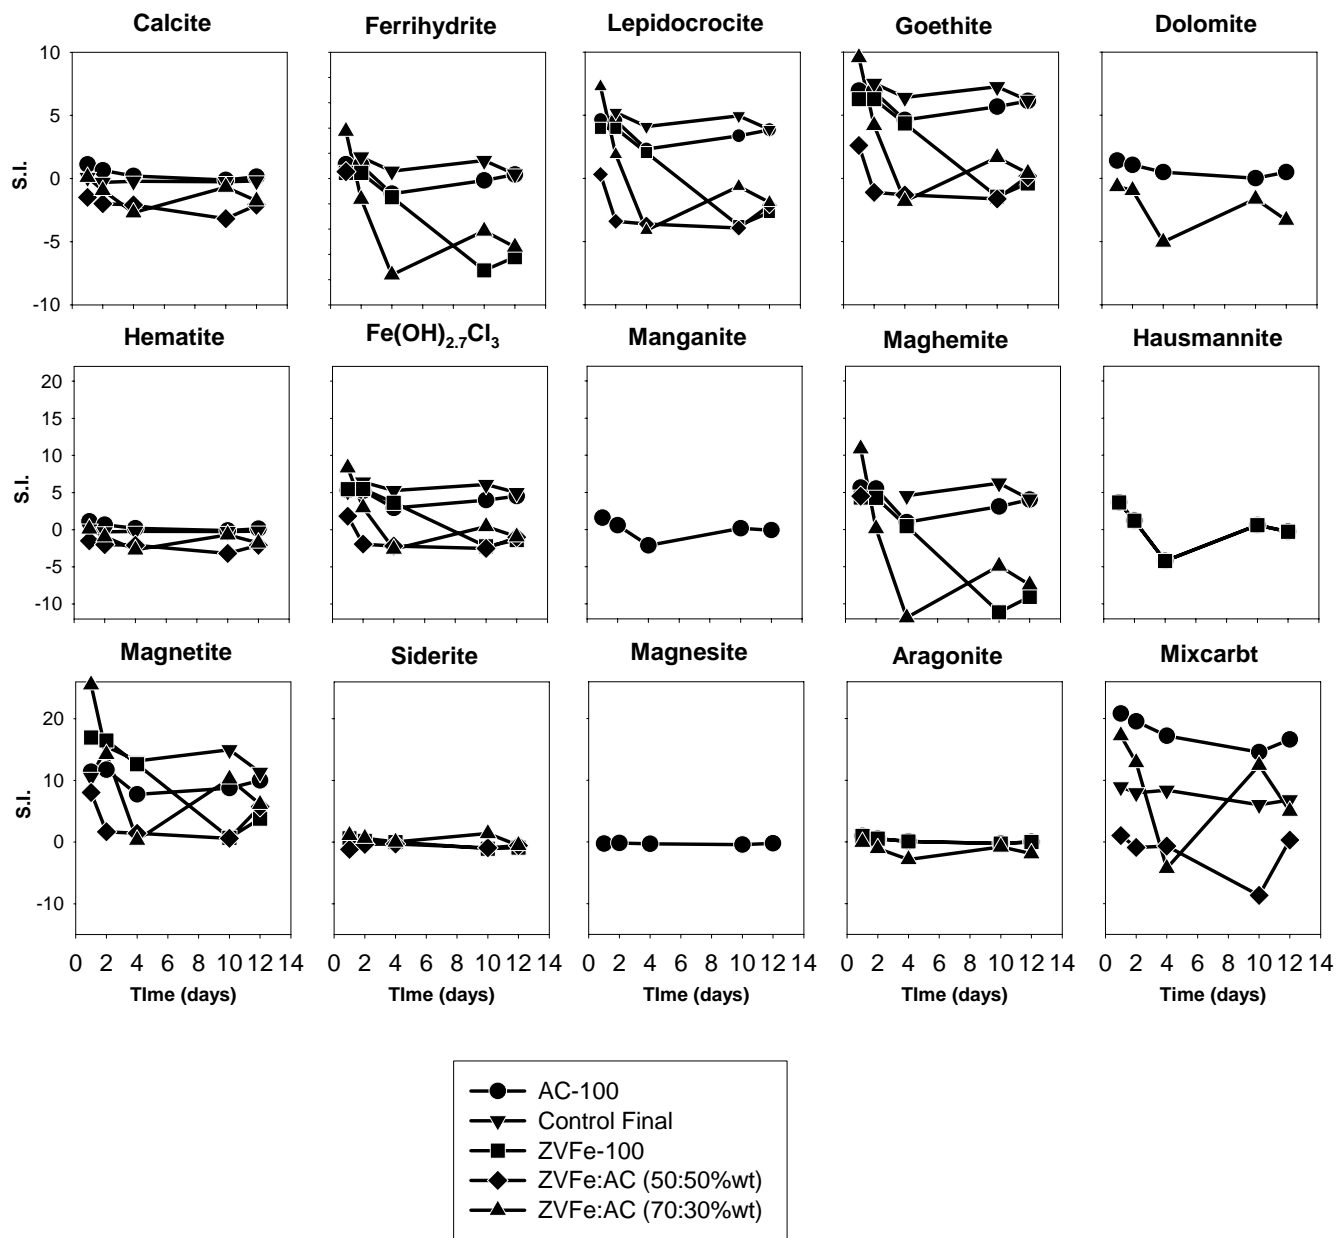 Calcite Ferrihydrite Lepidocrocite Goethite Dolomite
10
5
0
-5
-10
S.I.
Hematite Fe(OH)2.7Cl3 Manganite Maghemite Hausmannite
20
15
10
5
0
-5
-10
S.I.
Magnetite Siderite Magnesite Aragonite Mixcarbt
20
10
0
-10
S.I.
0 2 4 6 8 10 12 14 0 2 4 6 8 10 12 14 0 2 4 6 8 10 12 14 0 2 4 6 8 10 12 14 0 2 4 6 8 10 12 14
TIme (days) TIme (days) TIme (days) TIme (days) Time (days)
AC-100
Control Final
ZVFe-100
ZVFe:AC (50:50%wt)
ZVFe:AC (70:30%wt)